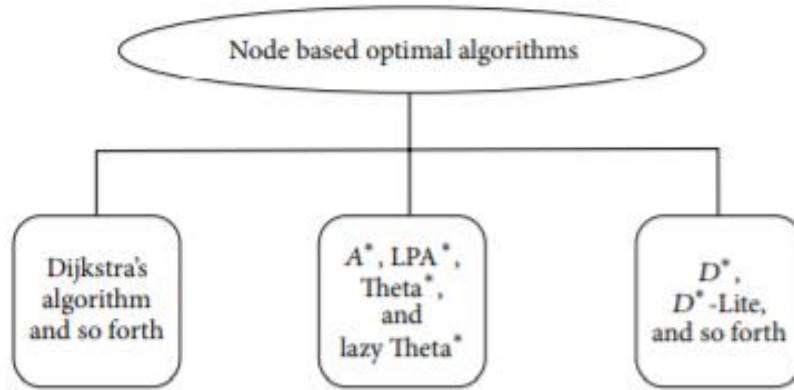 Node based optimal algorithms
Dijkstra's
algorithm
and so forth
A*, LPA*,
Theta*,
and
lazy Theta*
D*,
D*-Lite,
and so forth